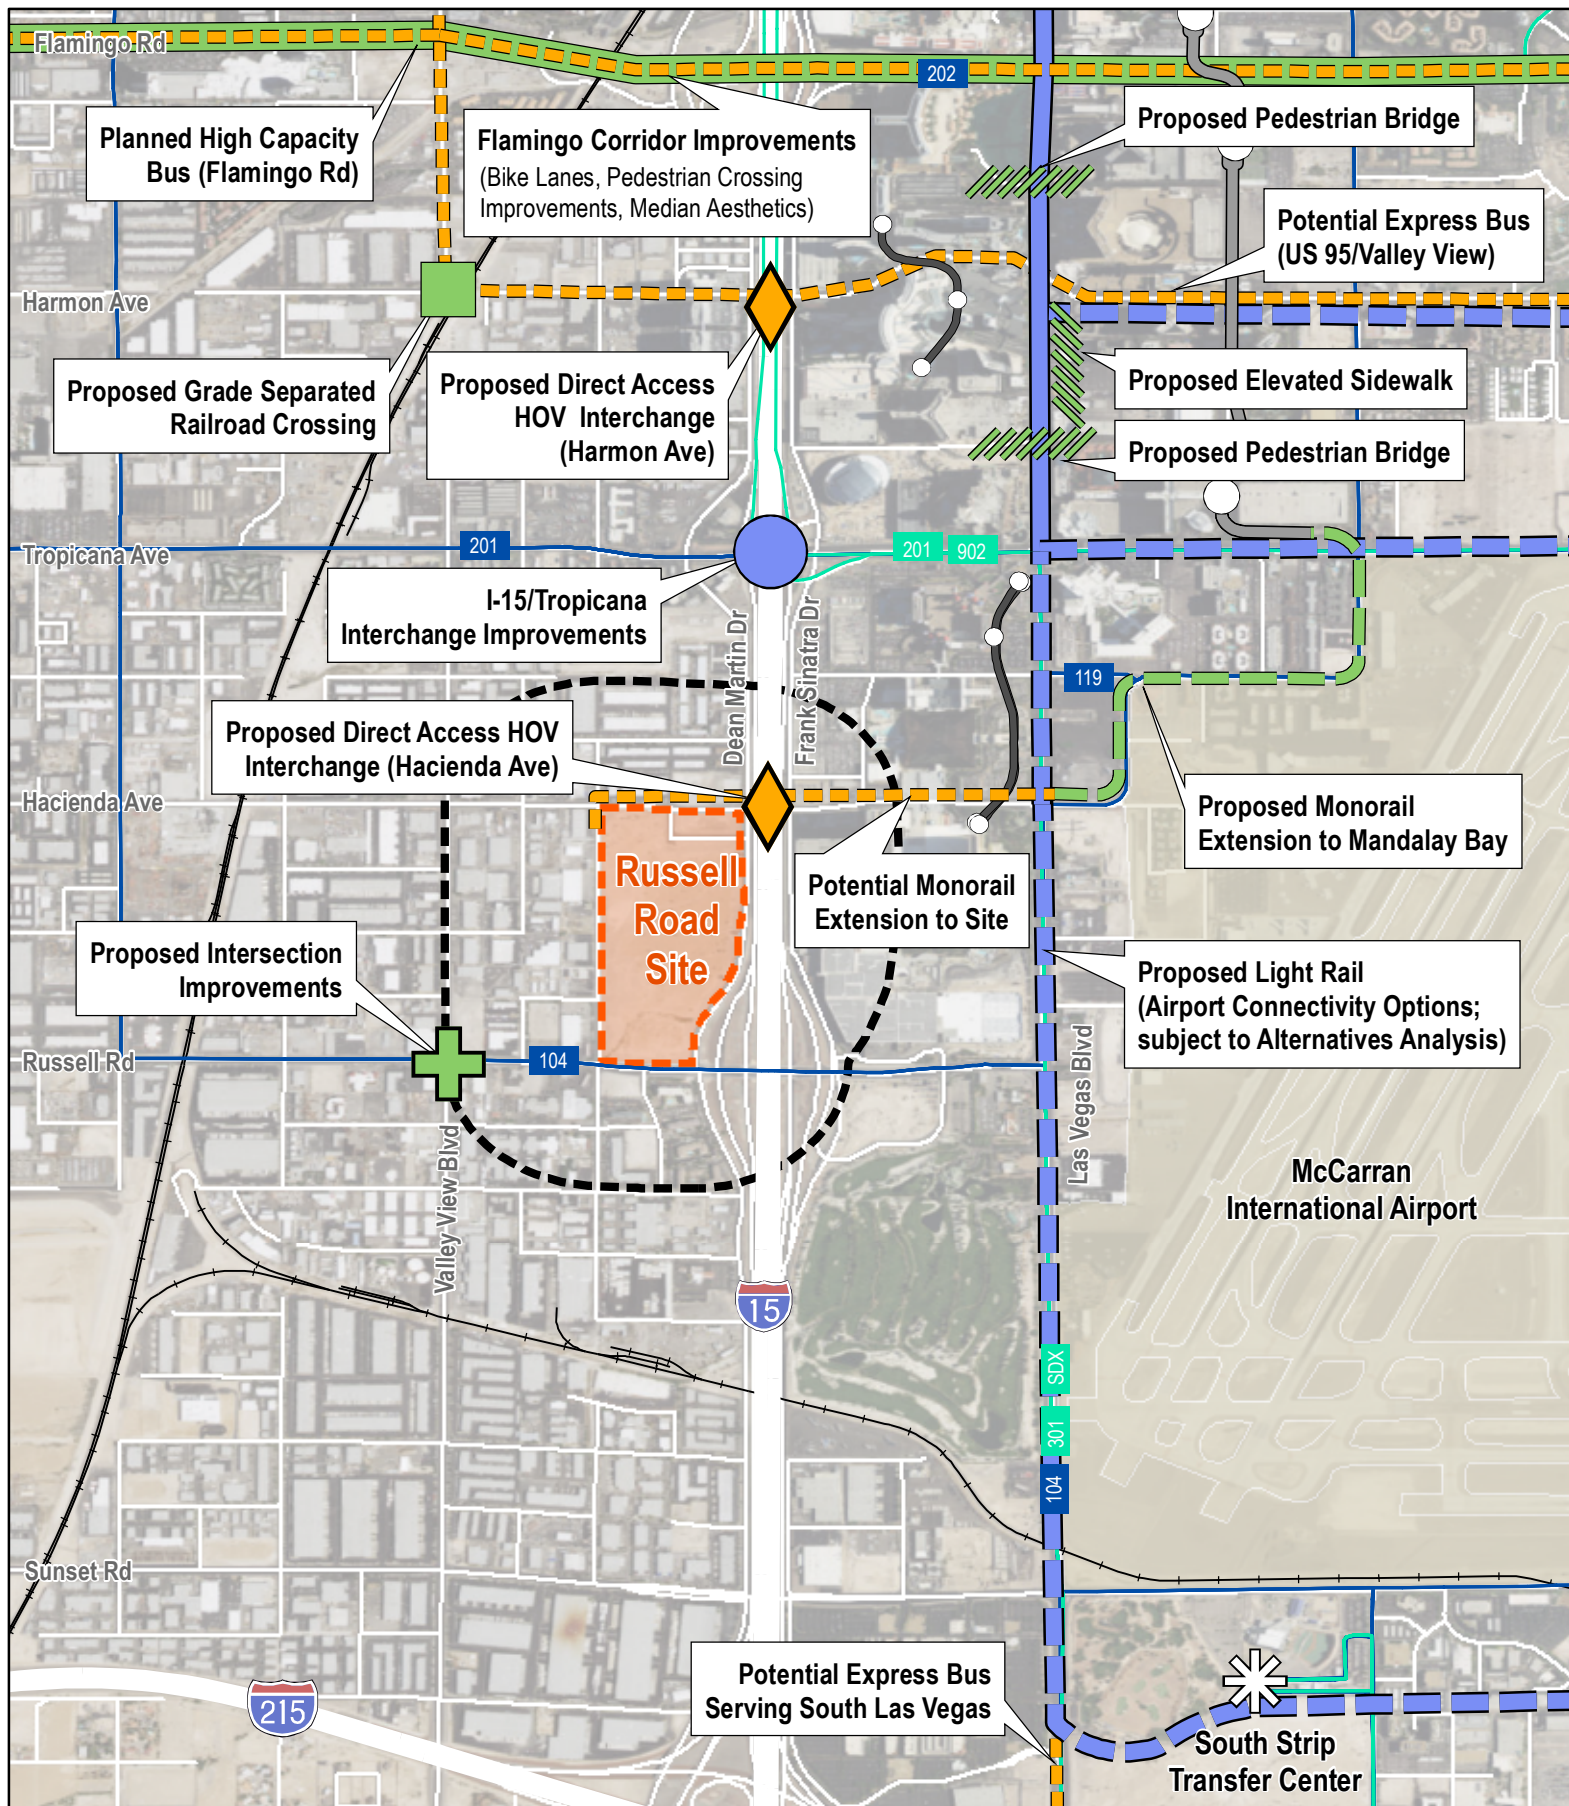 Flamingo Rd
202
Planned High Capacity
Bus (Flamingo Rd)
Flamingo Corridor Improvements
(Bike Lanes, Pedestrian Crossing
Improvements, Median Aesthetics)
Proposed Pedestrian Bridge
Potential Express Bus
(US 95/Valley View)
Harmon Ave
Proposed Grade Separated
Railroad Crossing
Proposed Direct Access
HOV Interchange
(Harmon Ave)
Proposed Elevated Sidewalk
Proposed Pedestrian Bridge
Tropicana Ave
201
201
902
I-15/Tropicana
Interchange Improvements
Dean Martin Dr
Frank Sinatra Dr
119
Proposed Direct Access HOV
Interchange (Hacienda Ave)
Hacienda Ave
Proposed Monorail
Extension to Mandalay Bay
Russell
Road
Site
Potential Monorail
Extension to Site
Proposed Intersection
Improvements
Proposed Light Rail
(Airport Connectivity Options;
subject to Alternatives Analysis)
Russell Rd
104
Las Vegas Blvd
Valley View Blvd
McCarran
International Airport
15
SDX
301
104
Sunset Rd
215
Potential Express Bus
Serving South Las Vegas
South Strip
Transfer Center